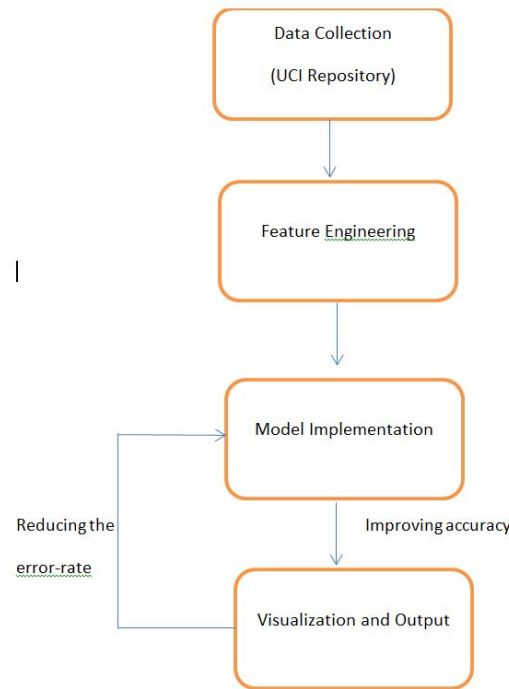 Data Collection
(UCI Repository)
Feature Engineering
Model Implementation
Reducing the
error-rate
Improving accuracy
Visualization and Output